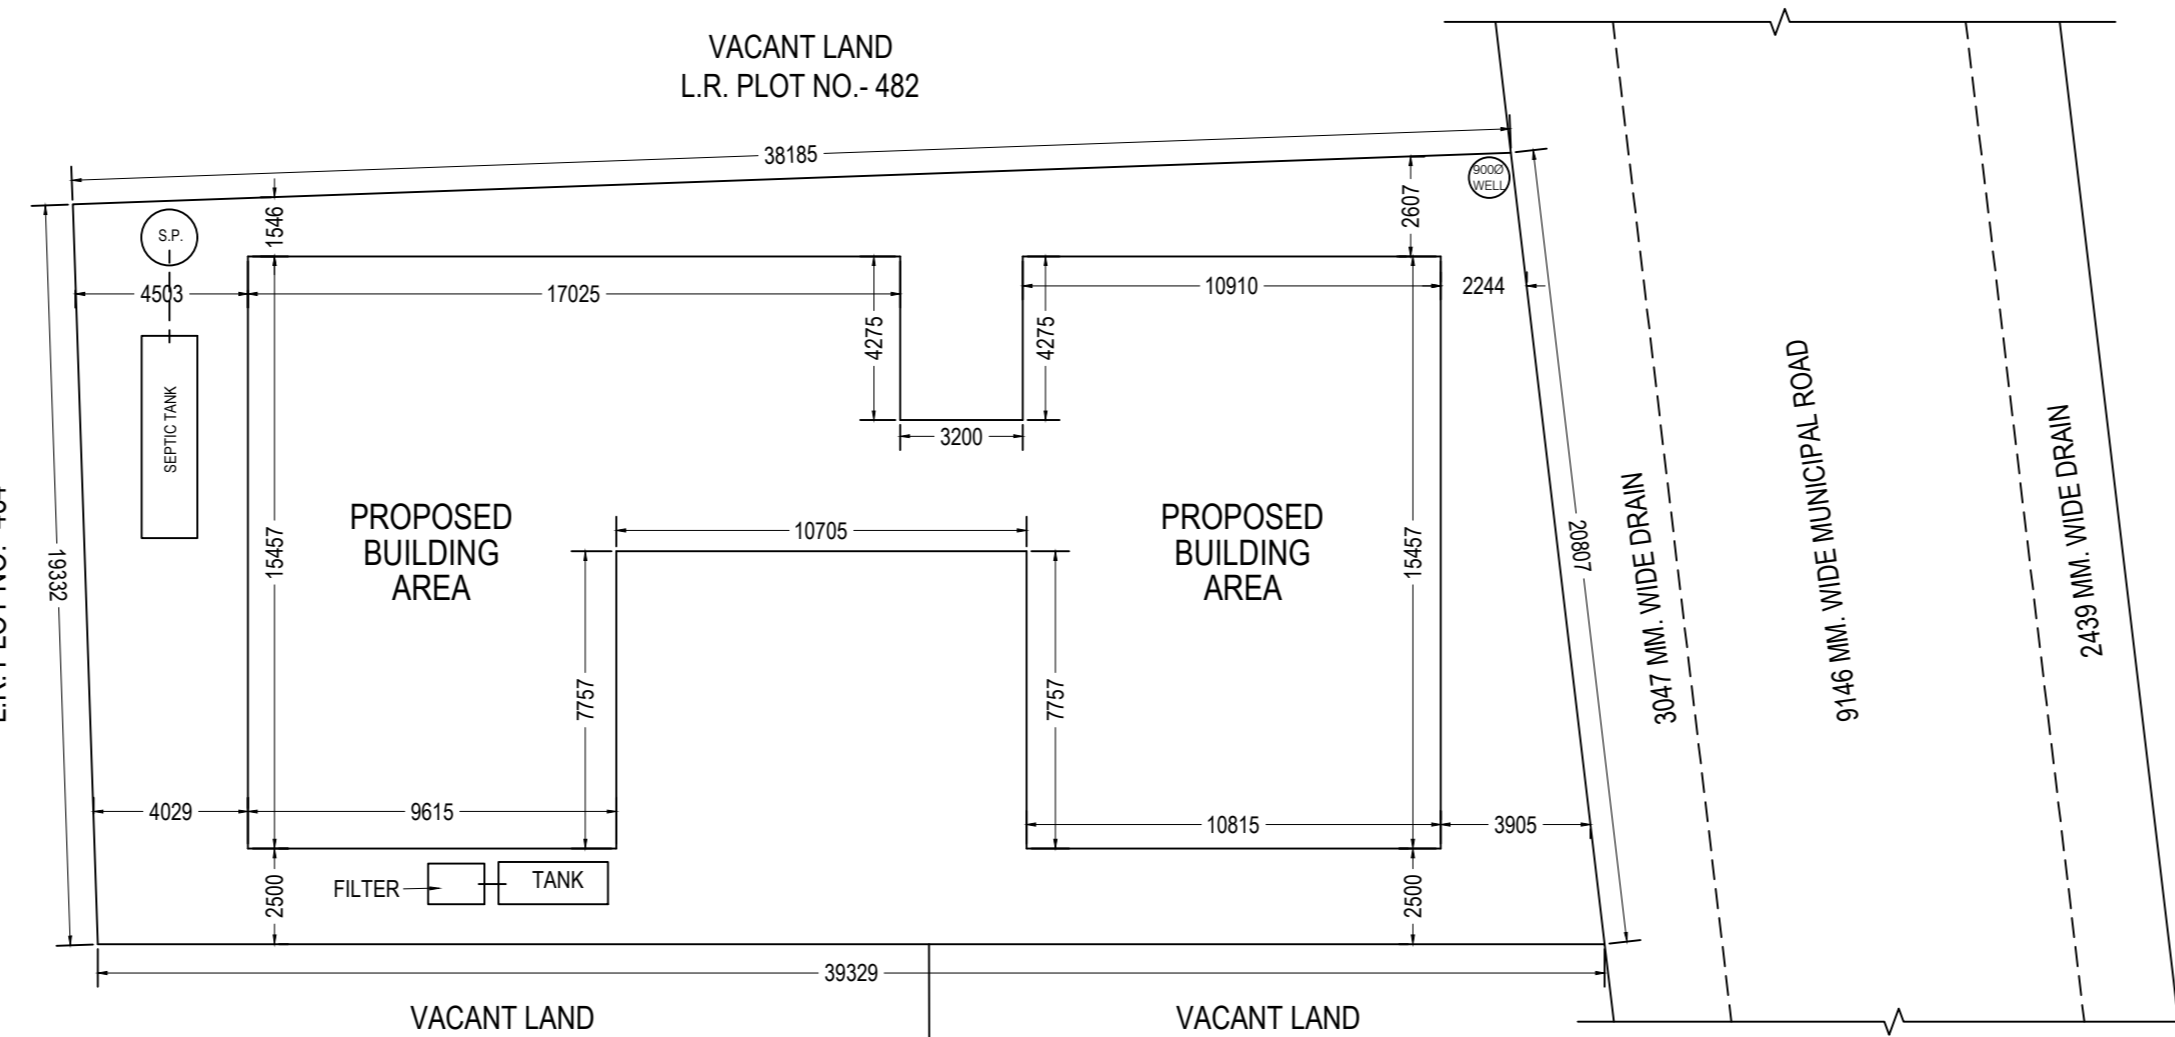 VACANT LAND
L.R. PLOT NO.- 482
38185
900Ø
WELL
S.P.
1546
2607
4503
17025
10910
2244
4275
4275
3200
SEPTIC TANK
PROPOSED
BUILDING
AREA
PROPOSED
BUILDING
AREA
10705
15457
15457
19332
20807
7757
7757
4029
9615
10815
3905
2500
2500
FILTER
TANK
39329
VACANT LAND
VACANT LAND
3047 MM. WIDE DRAIN
9146 MM. WIDE MUNICIPAL ROAD
2439 MM. WIDE DRAIN